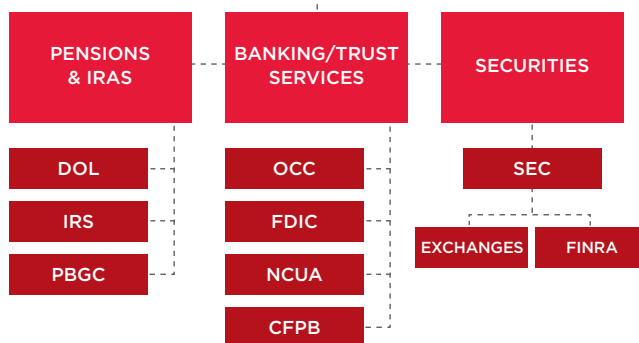 PENSIONS
& IRAS
BANKING/TRUST
SERVICES
SECURITIES
DOL
IRS
PBGC
OCC
FDIC
NCUA
CFPB
SEC
EXCHANGES
FINRA